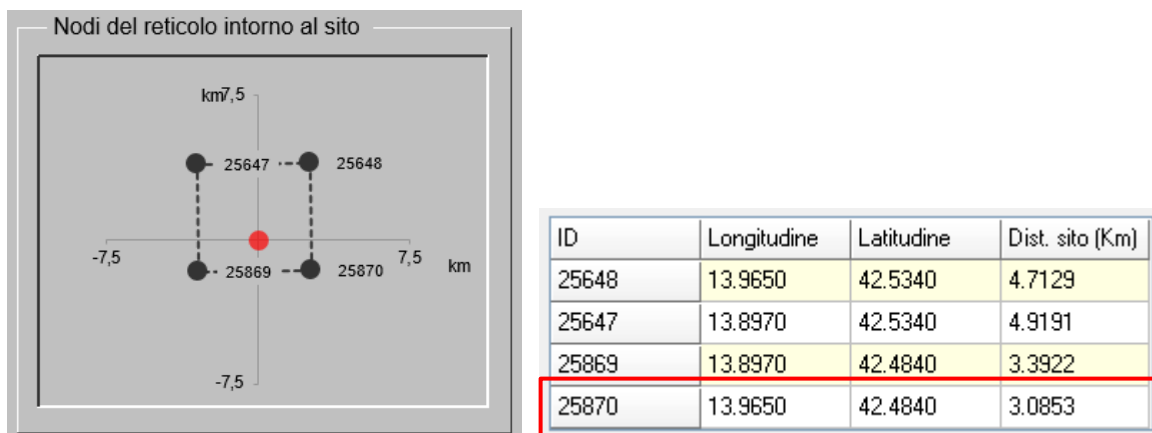 Nodi del reticolo intorno al sito
km7,5
25647
25648
-7,5
7,5
km
25869
25870
-7,5
ID Longitudine Latitudine Dist. sito (Km)
25648 13.9650 42.5340 4.7129
25647 13.8970 42.5340 4.9191
25869 13.8970 42.4840 3.3922
25870 13.9650 42.4840 3.0853